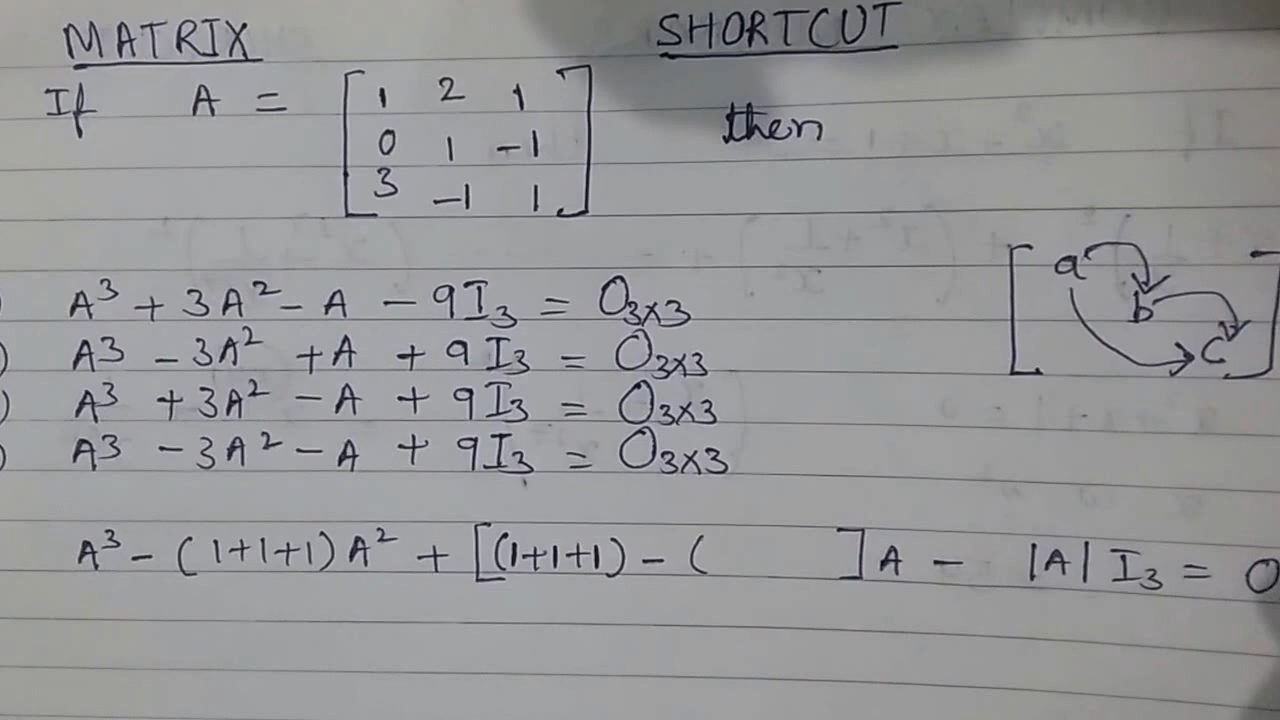 MATRIX SHORTCUT
If A = [ 1 2 1 then
0 1 -1
3 -1 1 ]
[ a b c ]
) A³ + 3A² - A - 9I₃ = O₃ₓ₃
) A³ - 3A² + A + 9I₃ = O₃ₓ₃
) A³ + 3A² - A + 9I₃ = O₃ₓ₃
) A³ - 3A² - A + 9I₃ = O₃ₓ₃
A³ - (1+1+1)A² + [(1+1+1) - ( ]A - |A| I₃ = O